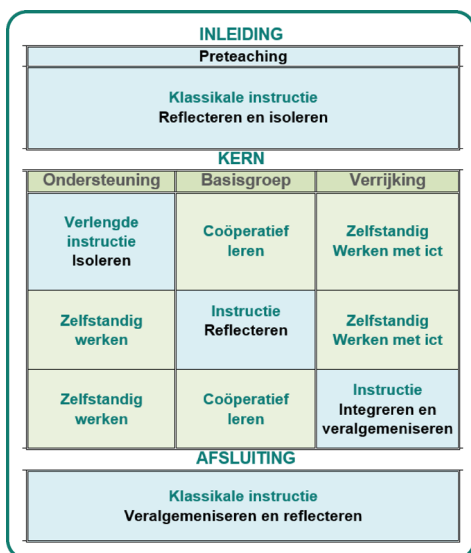 INLEIDING
Preteaching
Klassikale instructie
Reflecteren en isoleren
KERN
Ondersteuning Basisgroep Verrijking
Verlengde
instructie
Isoleren
Coöperatief
leren
Zelfstandig
Werken met ict
Zelfstandig
werken
Instructie
Reflecteren
Zelfstandig
Werken met ict
Zelfstandig
werken
Coöperatief
leren
Instructie
Integreren en
veralgemeniseren
AFSLUITING
Klassikale instructie
Veralgemeniseren en reflecteren